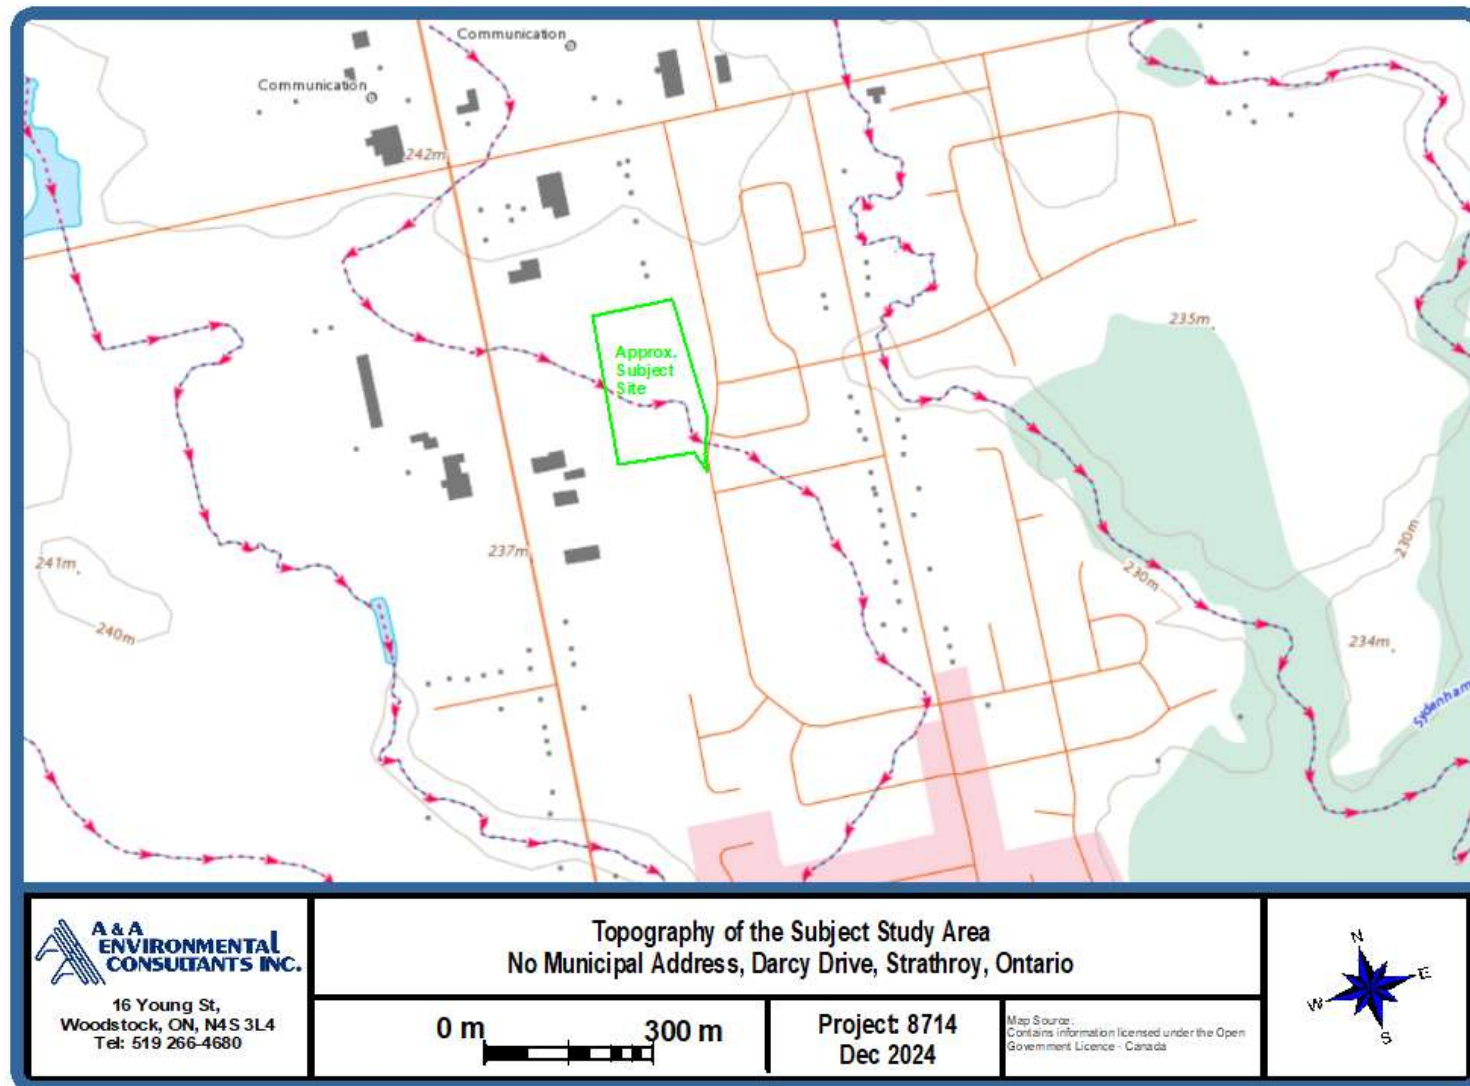 Communication
Communication
242m
Approx.
Subject
Site
235m
237m
241m
240m
230m
230m
234m
Sydenham
A & A
ENVIRONMENTAL
CONSULTANTS INC.
16 Young St,
Woodstock, ON, N4S 3L4
Tel: 519 266-4680
Topography of the Subject Study Area
No Municipal Address, Darcy Drive, Strathroy, Ontario
0 m 300 m
Project: 8714
Dec 2024
Map Source:
Contains information licensed under the Open
Government Licence - Canada
N
E
W
S